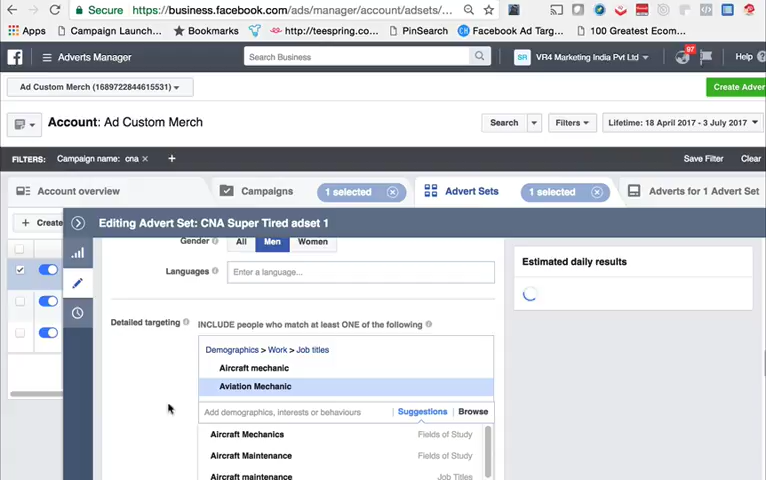 Secure https://business.facebook.com/ads/manager/account/adsets/...
Apps Campaign Launch... Bookmarks http://teespring.co... PinSearch Facebook Ad Targ... 100 Greatest Ecom...
Adverts Manager Search Business SR VR4 Marketing India Pvt Ltd 97 Help
Ad Custom Merch (1689722844615531) Create Adver
Account: Ad Custom Merch Search Filters Lifetime: 18 April 2017 - 3 July 2017
FILTERS: Campaign name: cna × + Save Filter Clear
Account overview Campaigns 1 selected Advert Sets 1 selected Adverts for 1 Advert Set
+ Create Editing Advert Set: CNA Super Tired adset 1
Gender All Men Women
Estimated daily results
Languages Enter a language...
Detailed targeting INCLUDE people who match at least ONE of the following
Demographics > Work > Job titles
Aircraft mechanic
Aviation Mechanic
Add demographics, interests or behaviours Suggestions Browse
Aircraft Mechanics Fields of Study
Aircraft Maintenance Fields of Study
Aircraft maintenance Job Titles